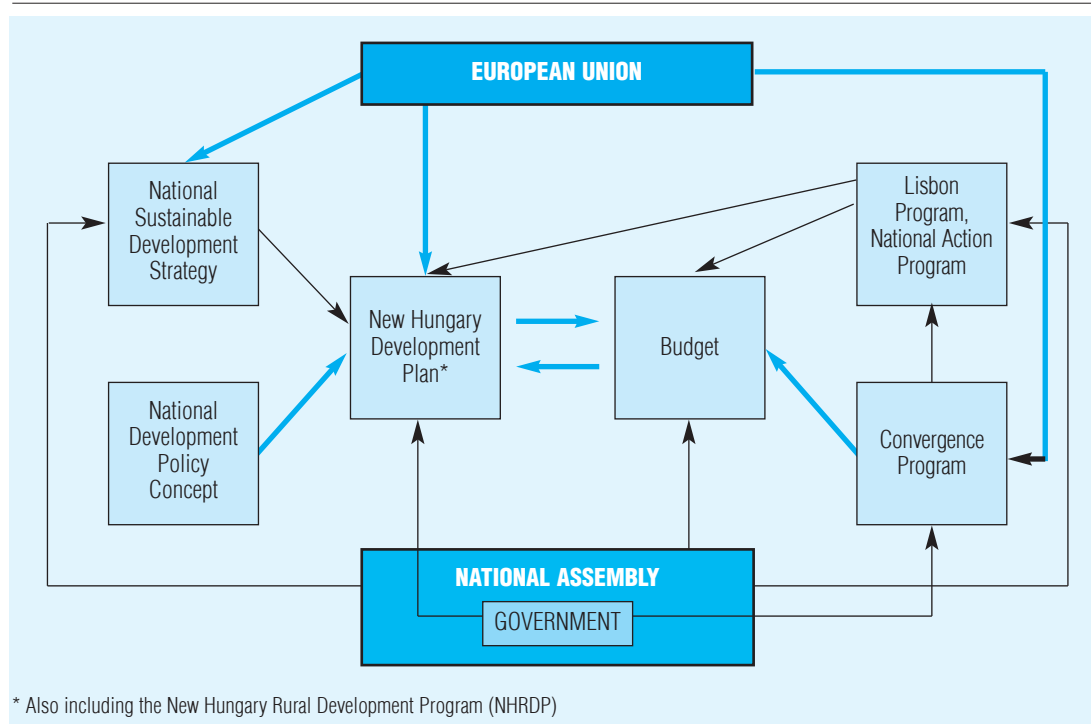 EUROPEAN UNION
National
Sustainable
Development
Strategy
Lisbon
Program,
National Action
Program
New Hungary
Development
Plan*
Budget
National
Development
Policy
Concept
Convergence
Program
NATIONAL ASSEMBLY
GOVERNMENT
* Also including the New Hungary Rural Development Program (NHRDP)